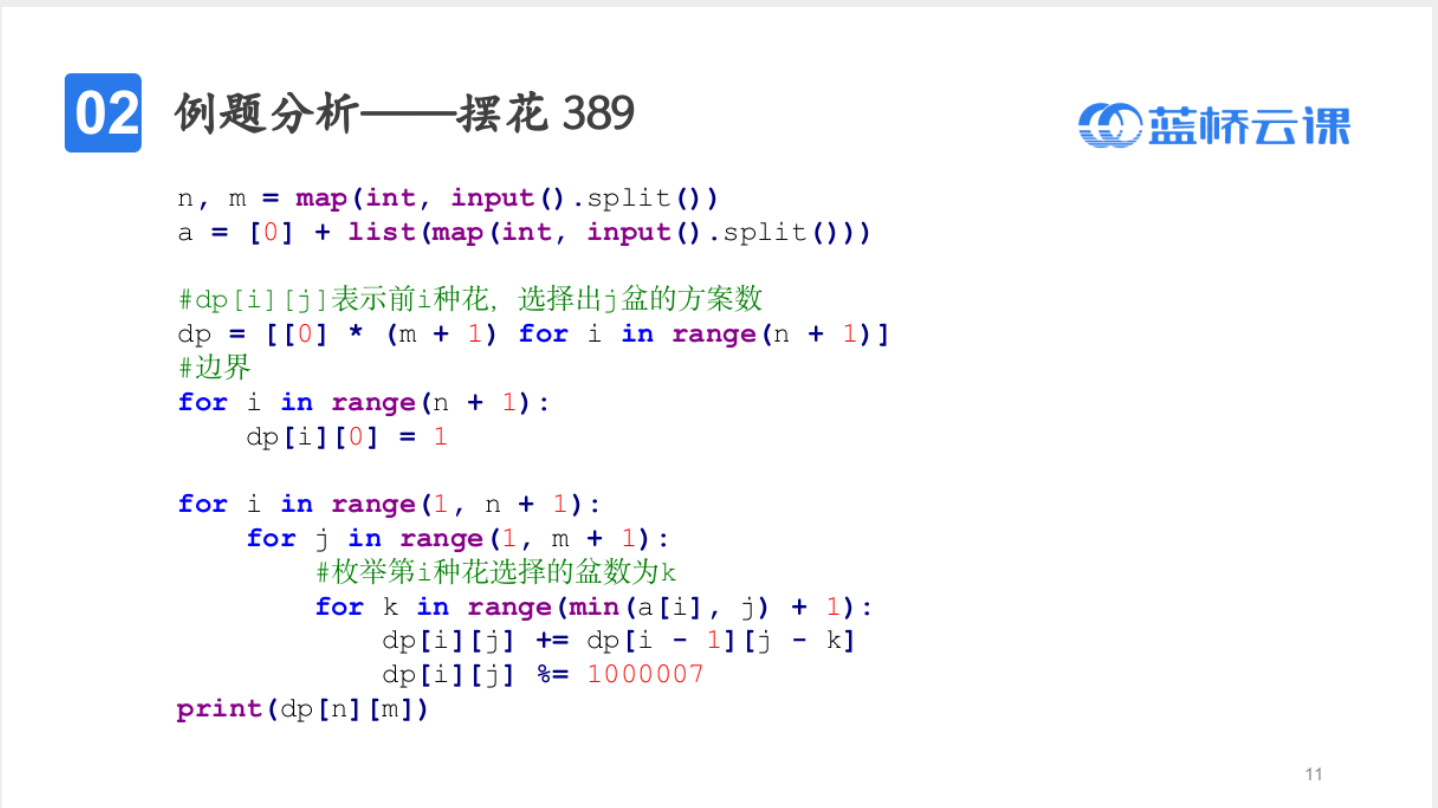 02 例题分析——摆花 389
蓝桥云课
n, m = map(int, input().split())
a = [0] + list(map(int, input().split()))
#dp[i][j]表示前i种花, 选择出j盆的方案数
dp = [[0] * (m + 1) for i in range(n + 1)]
#边界
for i in range(n + 1):
    dp[i][0] = 1
for i in range(1, n + 1):
    for j in range(1, m + 1):
        #枚举第i种花选择的盆数为k
        for k in range(min(a[i], j) + 1):
            dp[i][j] += dp[i - 1][j - k]
            dp[i][j] %= 1000007
print(dp[n][m])
11